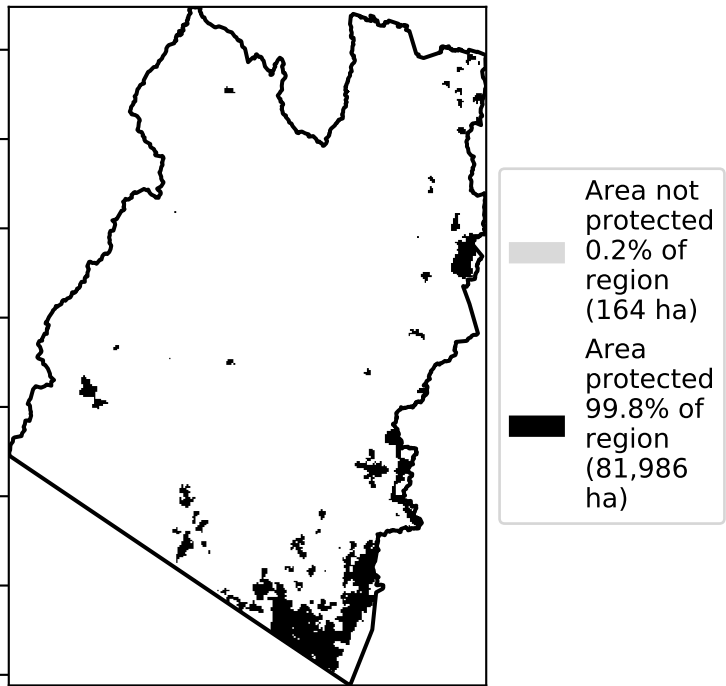 Area not
protected
0.2% of
region
(164 ha)
Area
protected
99.8% of
region
(81,986
ha)